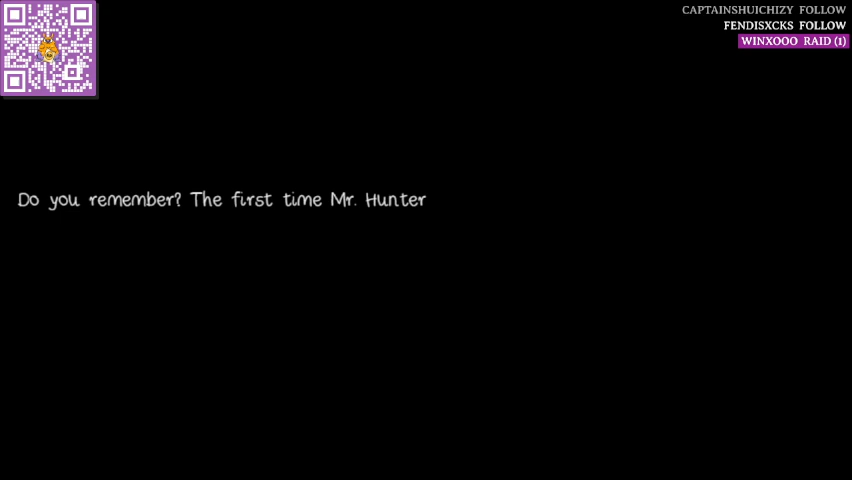 CAPTAINSHUICHIZY FOLLOW
FENDISXCKS FOLLOW
WINXOOO RAID (1)
Do you remember? The first time Mr. Hunter